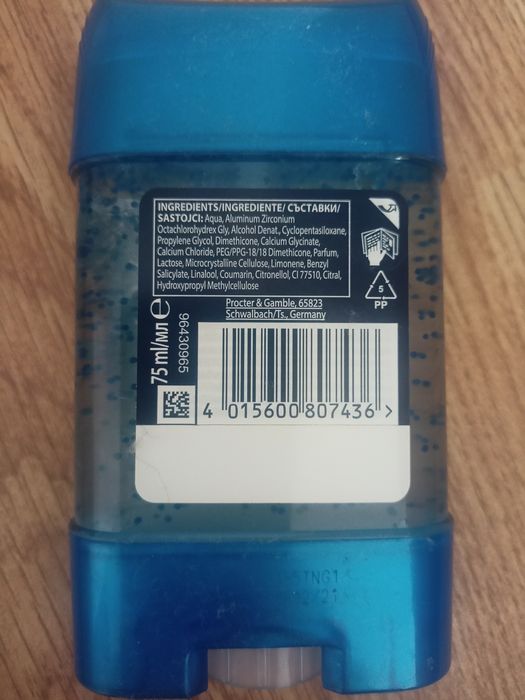 INGREDIENTS/INGREDIENTE/ СЪСТАВКИ/
SASTOJCI: Aqua, Aluminum Zirconium
Octachlorohydrex Gly, Alcohol Denat., Cyclopentasiloxane,
Propylene Glycol, Dimethicone, Calcium Glycinate,
Calcium Chloride, PEG/PPG-18/18 Dimethicone, Parfum,
Lactose, Microcrystalline Cellulose, Limonene, Benzyl
Salicylate, Linalool, Coumarin, Citronellol, CI 77510, Citral,
Hydroxypropyl Methylcellulose
5
PP
Procter & Gamble, 65823
Schwalbach/Ts., Germany
75 ml/мл e
96430965
4 015600 807436 >